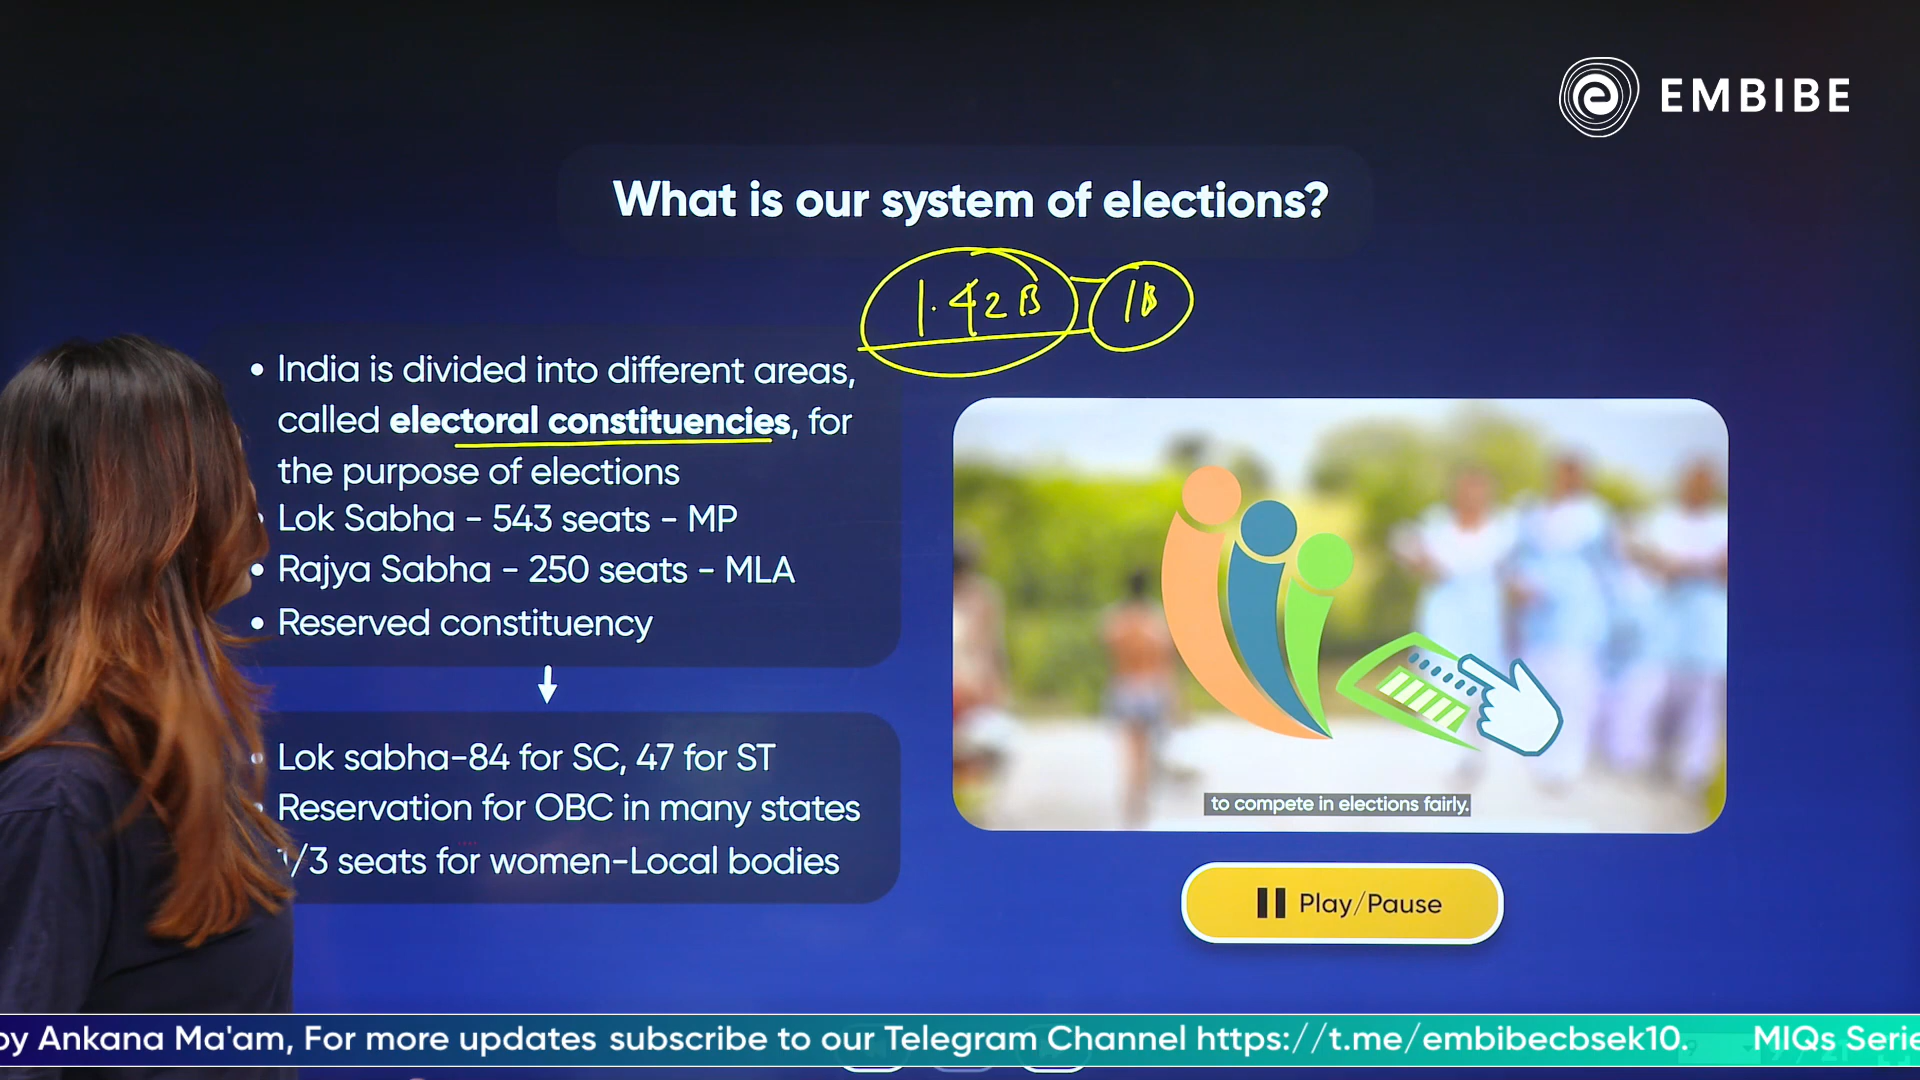 EMBIBE
What is our system of elections?
1.42B 1B
• India is divided into different areas,
called electoral constituencies, for
the purpose of elections
Lok Sabha - 543 seats - MP
• Rajya Sabha - 250 seats - MLA
• Reserved constituency
Lok sabha-84 for SC, 47 for ST
Reservation for OBC in many states
1/3 seats for women-Local bodies
to compete in elections fairly.
Play/Pause
by Ankana Ma'am, For more updates subscribe to our Telegram Channel https://t.me/embibecbsek10. MIQs Serie